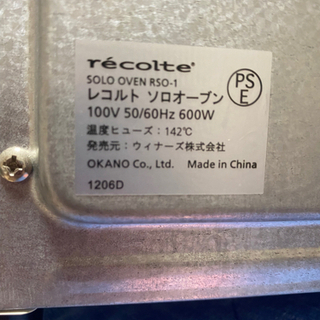 récolte®
SOLO OVEN RSO-1
レコルト ソロオーブン
100V 50/60Hz 600W
温度ヒューズ：142℃
発売元：ウィナーズ株式会社
OKANO Co., Ltd. Made in China
1206D
PS
E